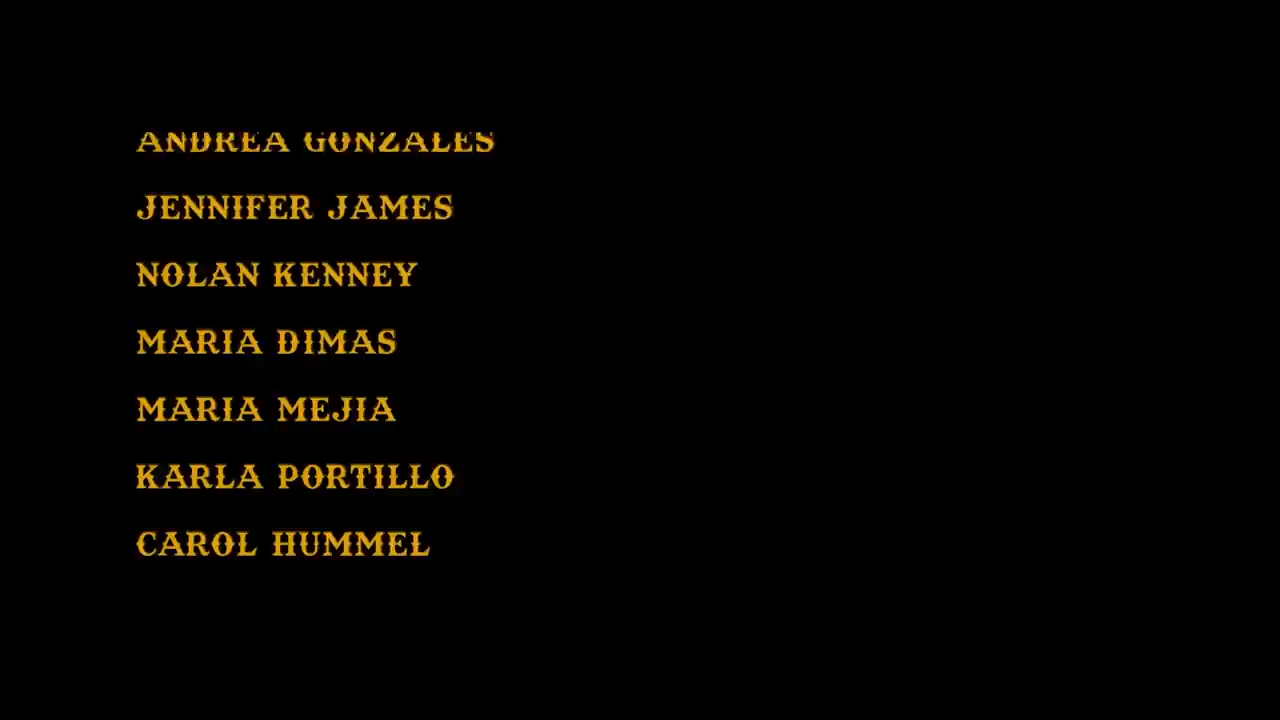 ANDREA GONZALES
JENNIFER JAMES
NOLAN KENNEY
MARIA DIMAS
MARIA MEJIA
KARLA PORTILLO
CAROL HUMMEL